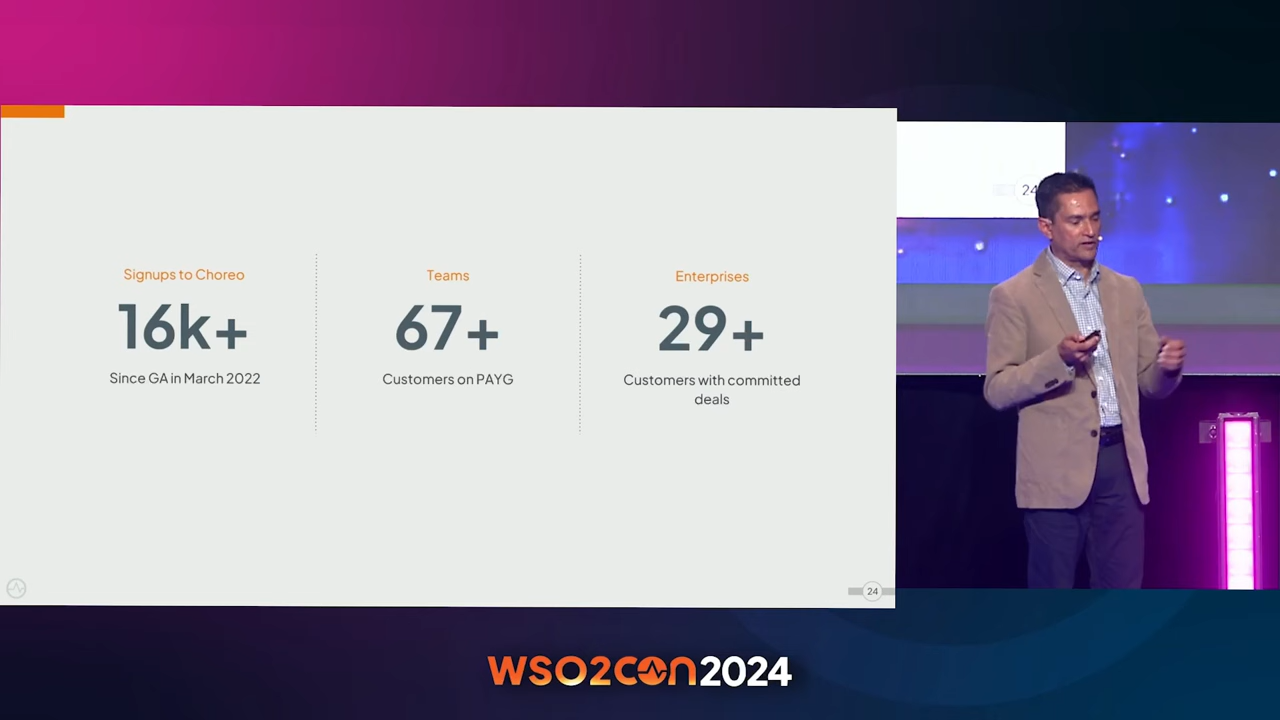 Signups to Choreo
16k+
Since GA in March 2022
Teams
67+
Customers on PAYG
Enterprises
29+
Customers with committed
deals
24
24
WSO2CON2024